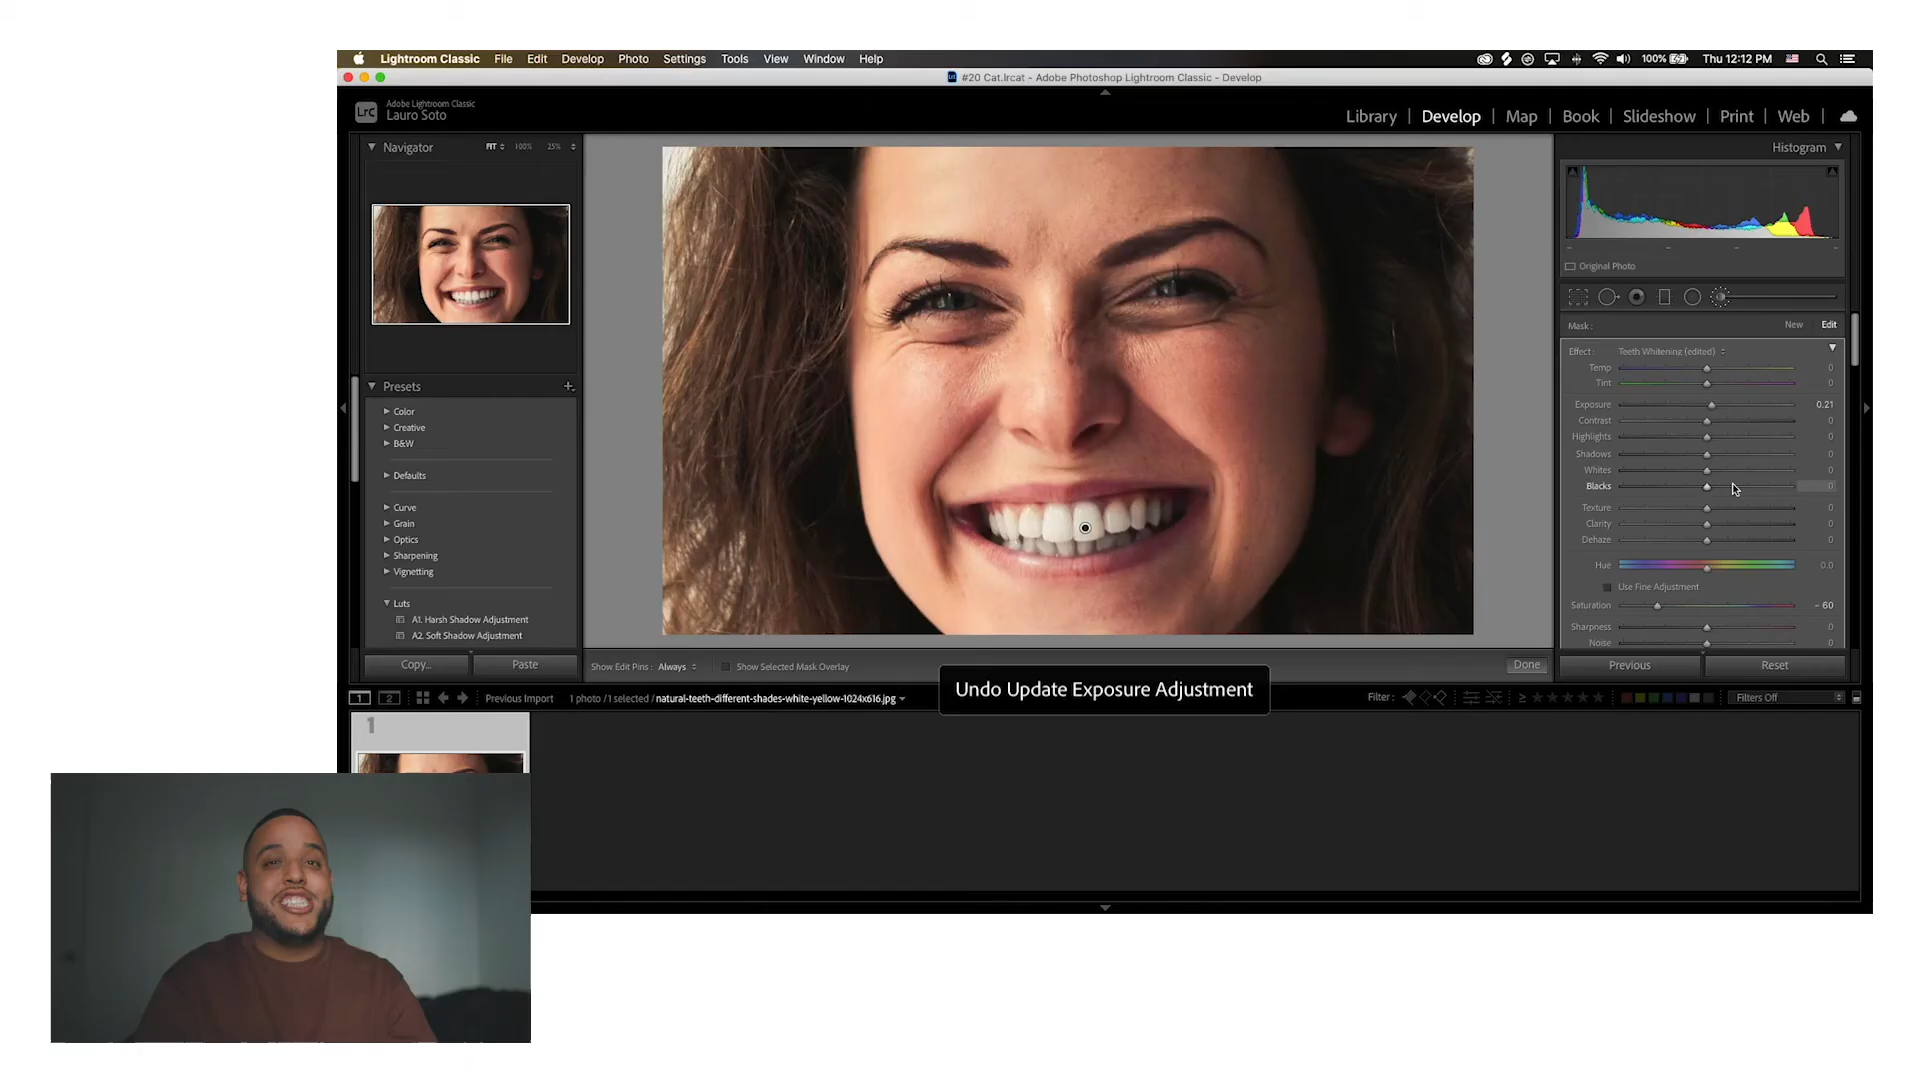 Lightroom Classic File Edit Develop Photo Settings Tools View Window Help 100% Thu 12:12 PM
#20 Cat.lrcat - Adobe Photoshop Lightroom Classic - Develop
LrC Adobe Lightroom Classic
Lauro Soto
Library | Develop | Map | Book | Slideshow | Print | Web |
Navigator FIT 100% 25%
Histogram
Original Photo
Mask : New Edit
Effect : Teeth Whitening (edited)
Temp 0
Tint 0
Exposure 0.21
Contrast 0
Highlights 0
Shadows 0
Whites 0
Blacks 0
Texture 0
Clarity 0
Dehaze 0
Hue 0.0
Use Fine Adjustment
Saturation - 60
Sharpness 0
Noise 0
Previous Reset
Presets +
Color
Creative
B&W
Defaults
Curve
Grain
Optics
Sharpening
Vignetting
Luts
A1. Harsh Shadow Adjustment
A2. Soft Shadow Adjustment
Copy... Paste
Show Edit Pins : Always Show Selected Mask Overlay Done
Undo Update Exposure Adjustment
1 2 Previous Import 1 photo / 1 selected / natural-teeth-different-shades-white-yellow-1024x616.jpg Filter : ≥ Filters Off
1